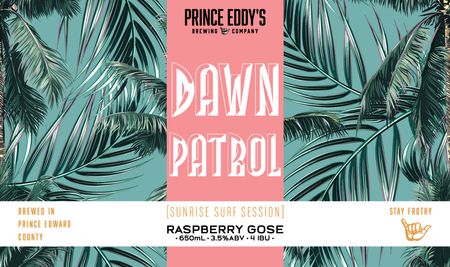 PRINCE EDDY'S
BREWING COMPANY
DAWN
PATROL
BREWED IN
PRINCE EDWARD
COUNTY
[SUNRISE SURF SESSION]
RASPBERRY GOSE
• 650mL • 3.5%ABV • 4 IBU •
STAY FROTHY